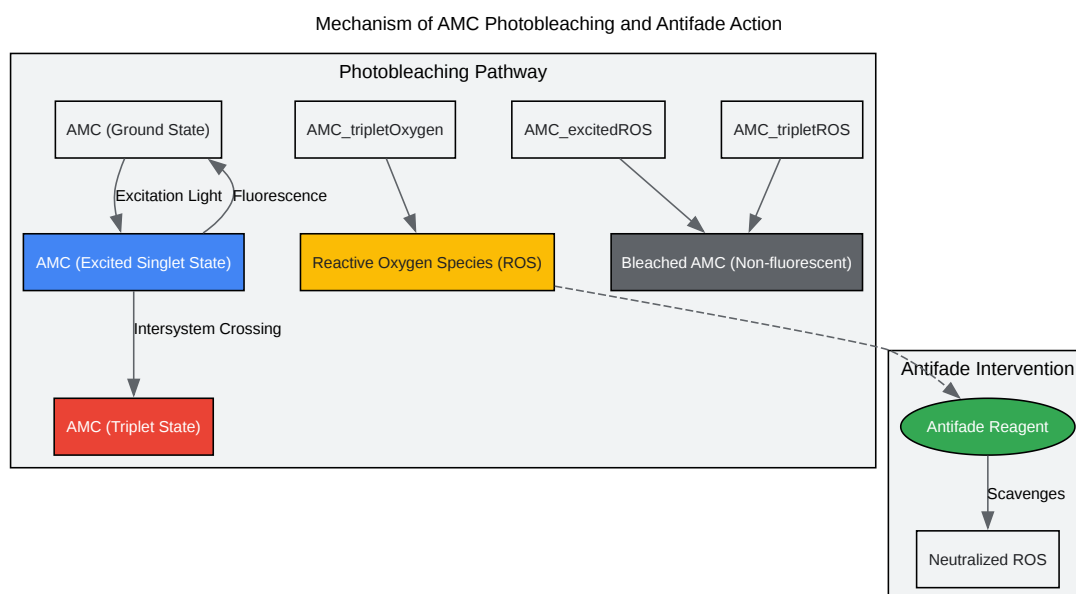 Mechanism of AMC Photobleaching and Antifade Action
Photobleaching Pathway
AMC (Ground State)
AMC_tripletOxygen
AMC_excitedROS
AMC_tripletROS
Excitation Light
Fluorescence
AMC (Excited Singlet State)
Reactive Oxygen Species (ROS)
Bleached AMC (Non-fluorescent)
Intersystem Crossing
AMC (Triplet State)
Antifade Intervention
Antifade Reagent
Scavenges
Neutralized ROS